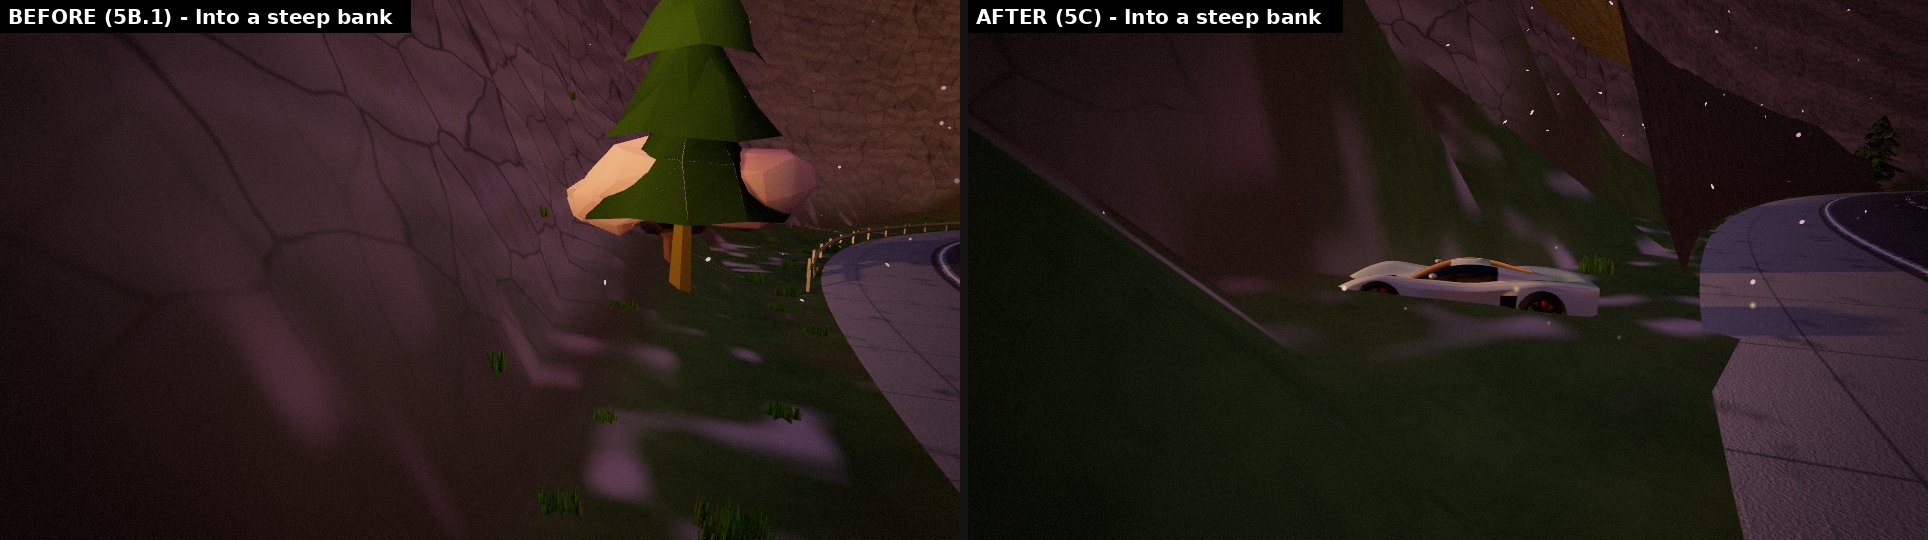 BEFORE (5B.1) - Into a steep bank
AFTER (5C) - Into a steep bank